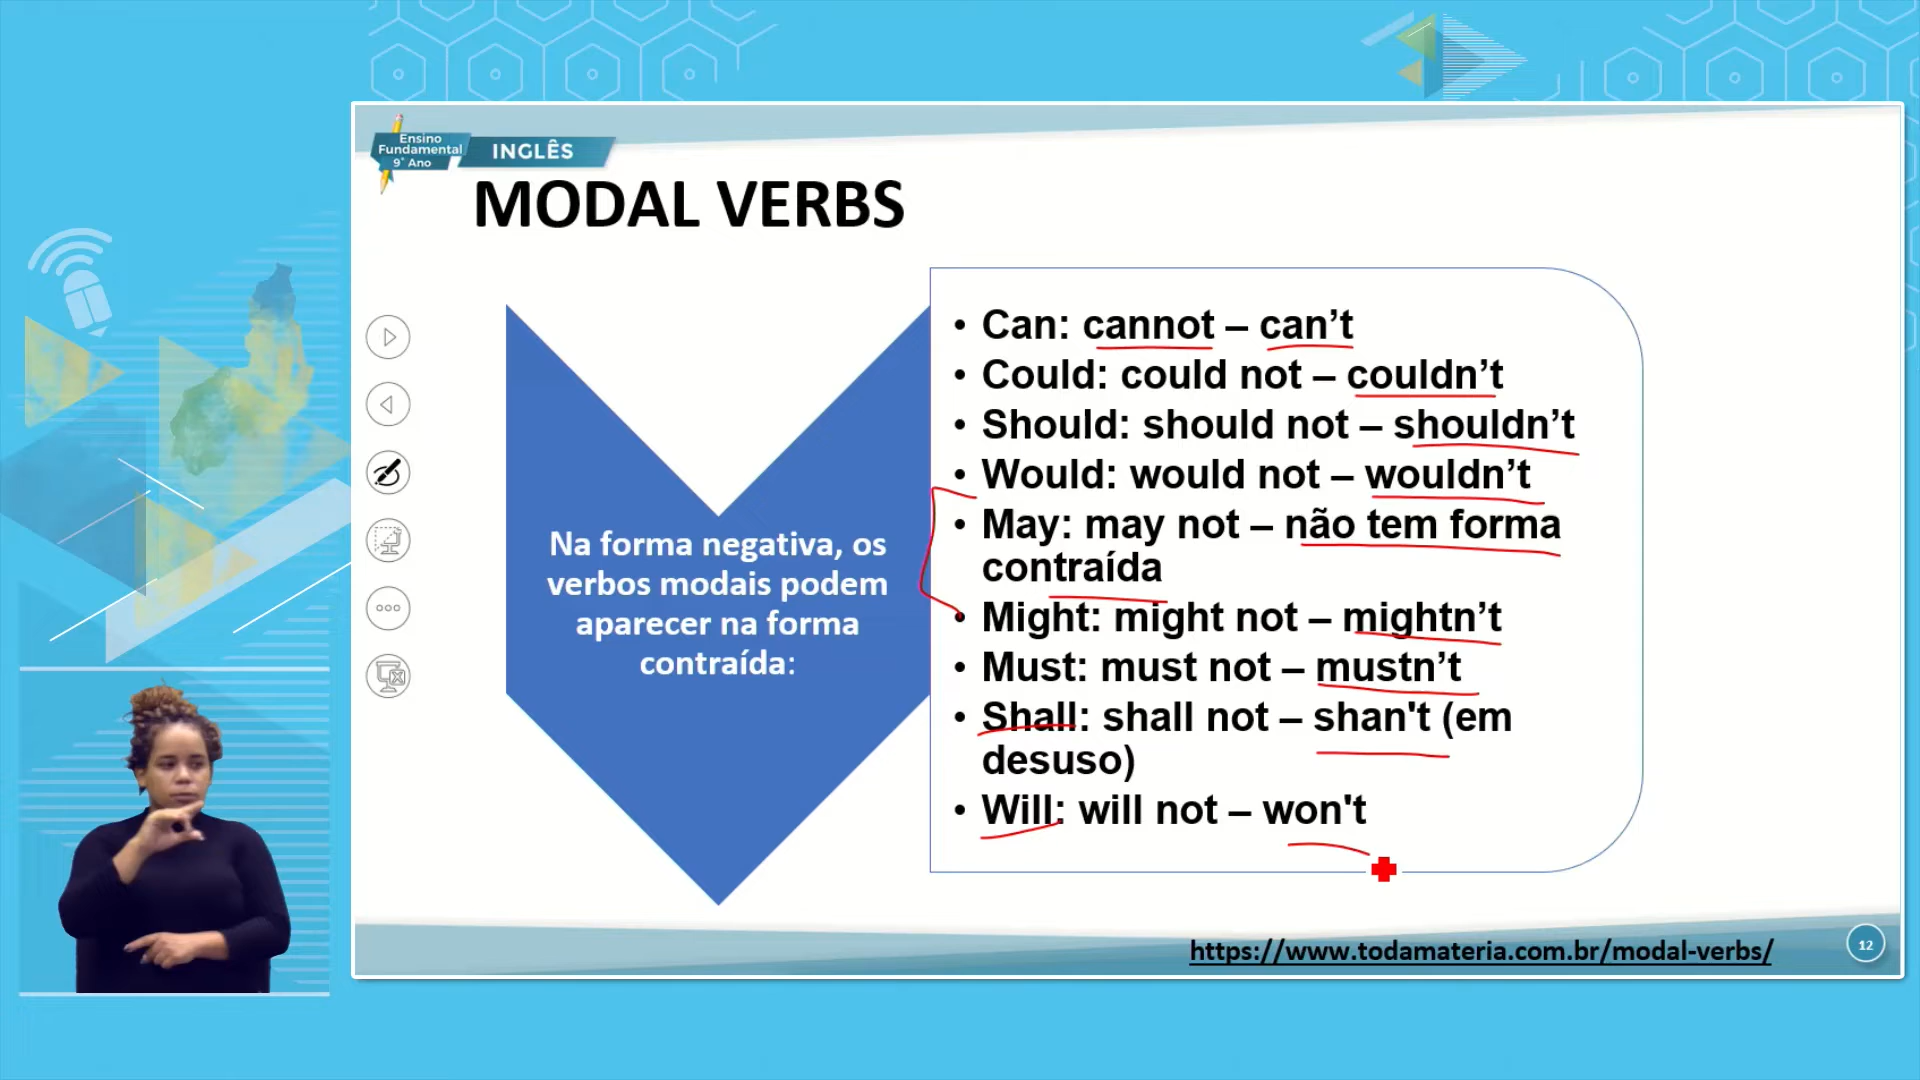 Ensino
Fundamental
9° Ano
INGLÊS
MODAL VERBS
Na forma negativa, os
verbos modais podem
aparecer na forma
contraída:
• Can: cannot – can’t
• Could: could not – couldn’t
• Should: should not – shouldn’t
• Would: would not – wouldn’t
• May: may not – não tem forma
contraída
• Might: might not – mightn’t
• Must: must not – mustn’t
• Shall: shall not – shan't (em
desuso)
• Will: will not – won't
https://www.todamateria.com.br/modal-verbs/
12